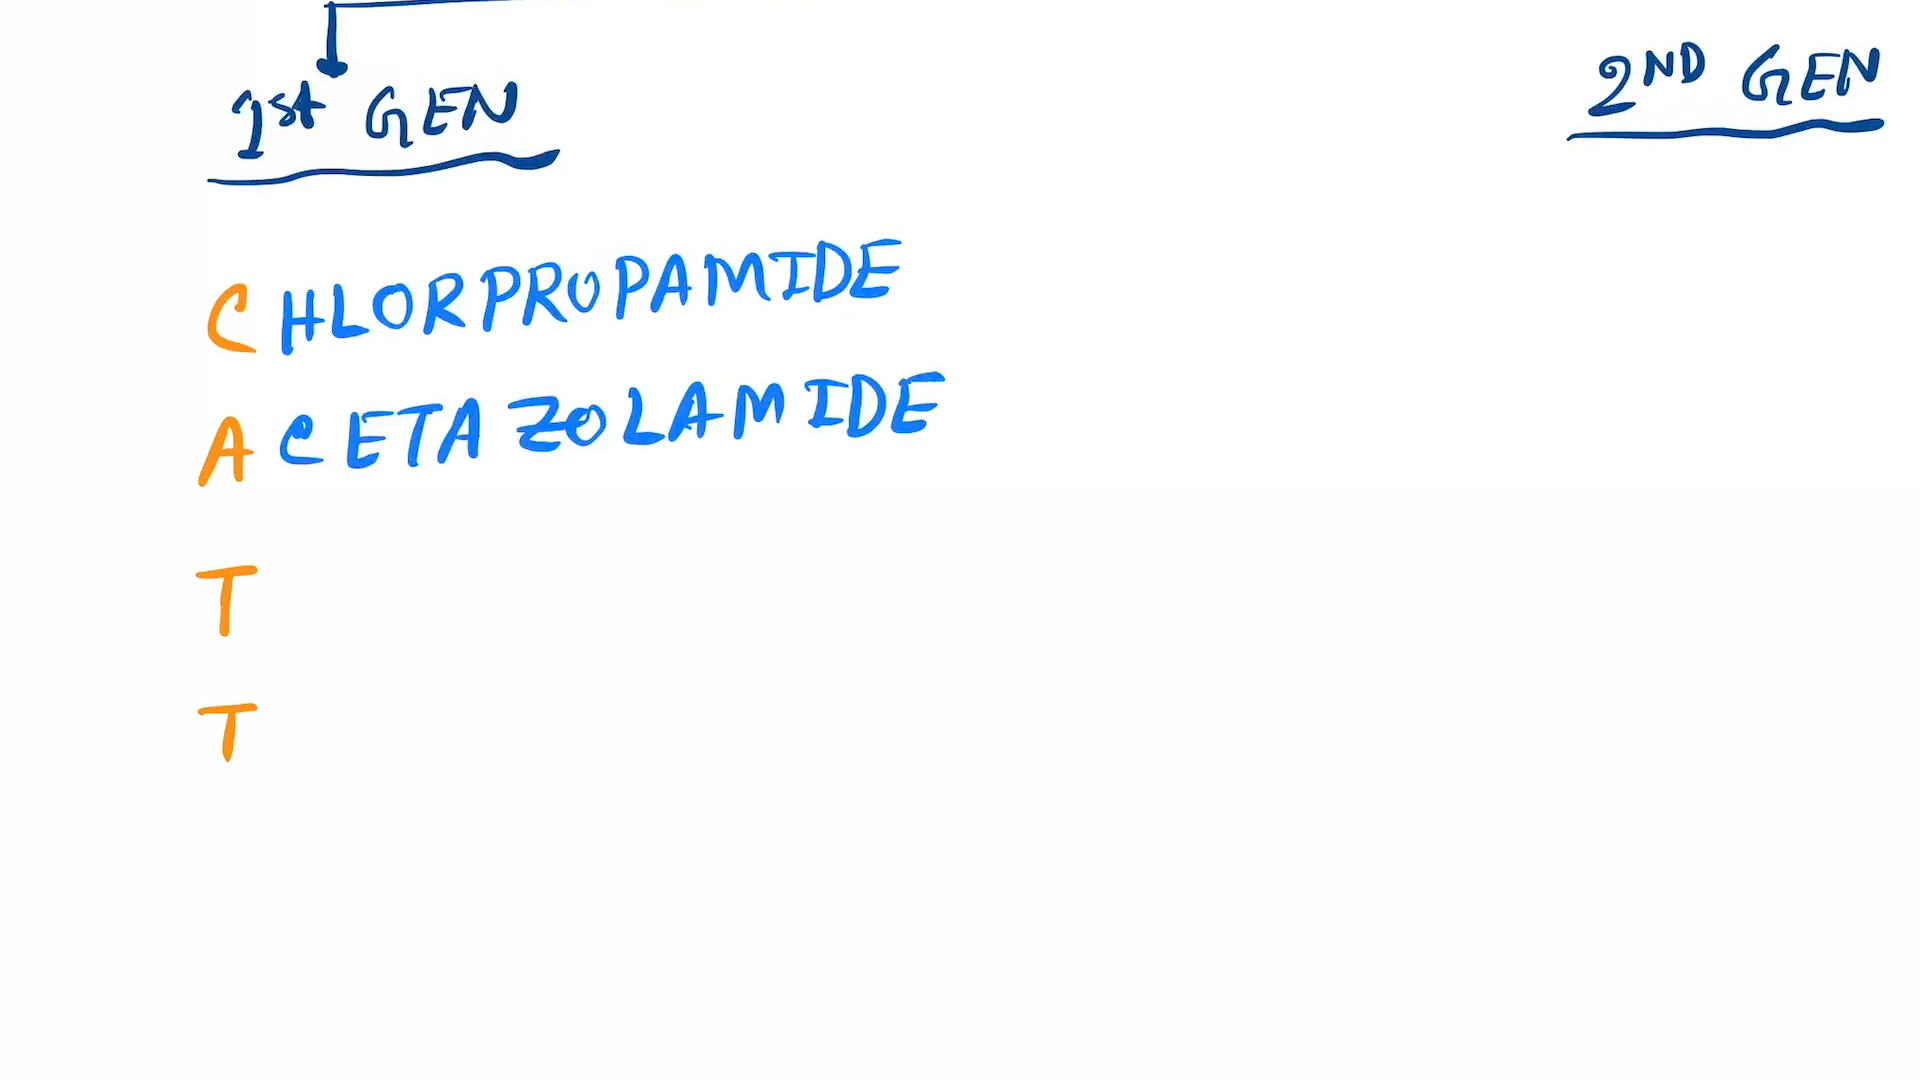 1st GEN
2ND GEN
CHLORPROPAMIDE
ACETAZOLAMIDE
T
T